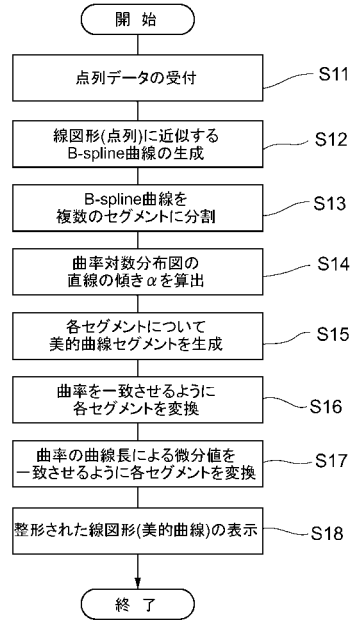 開 始
点列データの受付
S11
線図形(点列)に近似する
B-spline曲線の生成
S12
B-spline曲線を
複数のセグメントに分割
S13
曲率対数分布図の
直線の傾きαを算出
S14
各セグメントについて
美的曲線セグメントを生成
S15
曲率を一致させるように
各セグメントを変換
S16
曲率の曲線長による微分値を
一致させるように各セグメントを変換
S17
整形された線図形(美的曲線)の表示
S18
終 了